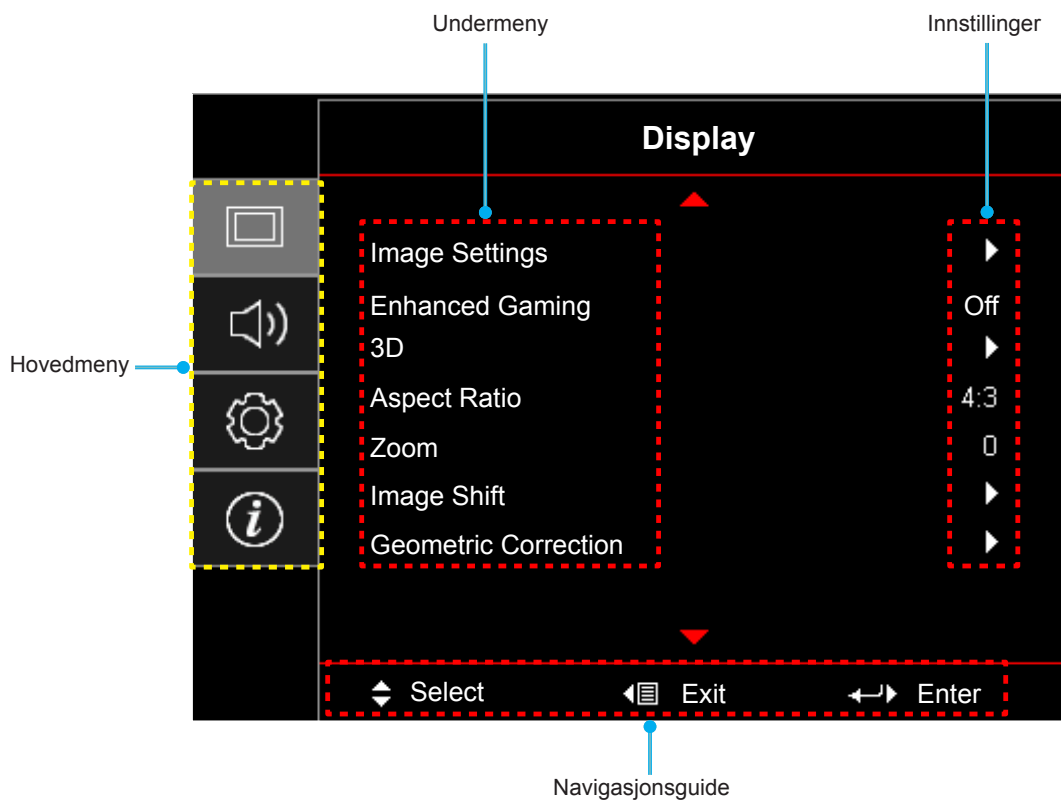 Undermeny Innstillinger
Display
Image Settings
Enhanced Gaming Off
3D
Hovedmeny
Aspect Ratio 4:3
Zoom 0
Image Shift
i
Geometric Correction
Select Exit Enter
Navigasjonsguide